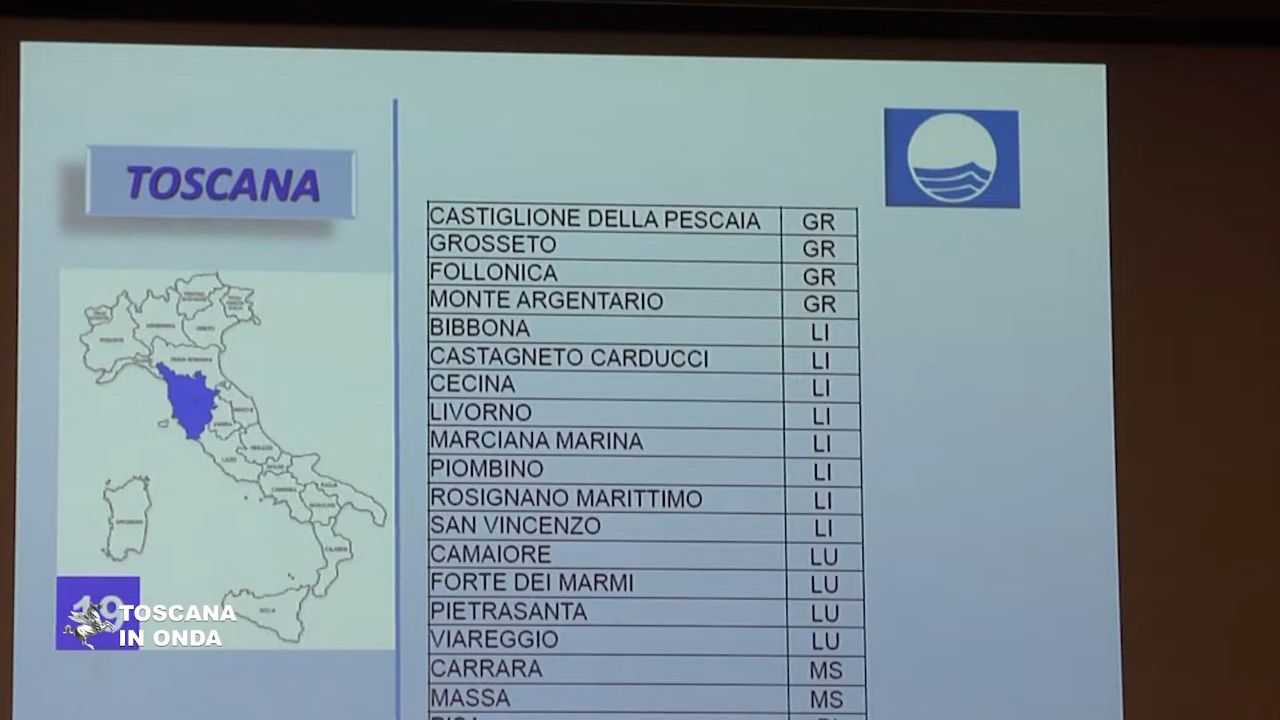 TOSCANA
CASTIGLIONE DELLA PESCAIA GR
GROSSETO GR
FOLLONICA GR
MONTE ARGENTARIO GR
BIBBONA LI
CASTAGNETO CARDUCCI LI
CECINA LI
LIVORNO LI
MARCIANA MARINA LI
PIOMBINO LI
ROSIGNANO MARITTIMO LI
SAN VINCENZO LI
CAMAIORE LU
FORTE DEI MARMI LU
PIETRASANTA LU
VIAREGGIO LU
CARRARA MS
MASSA MS
19
TOSCANA
IN ONDA